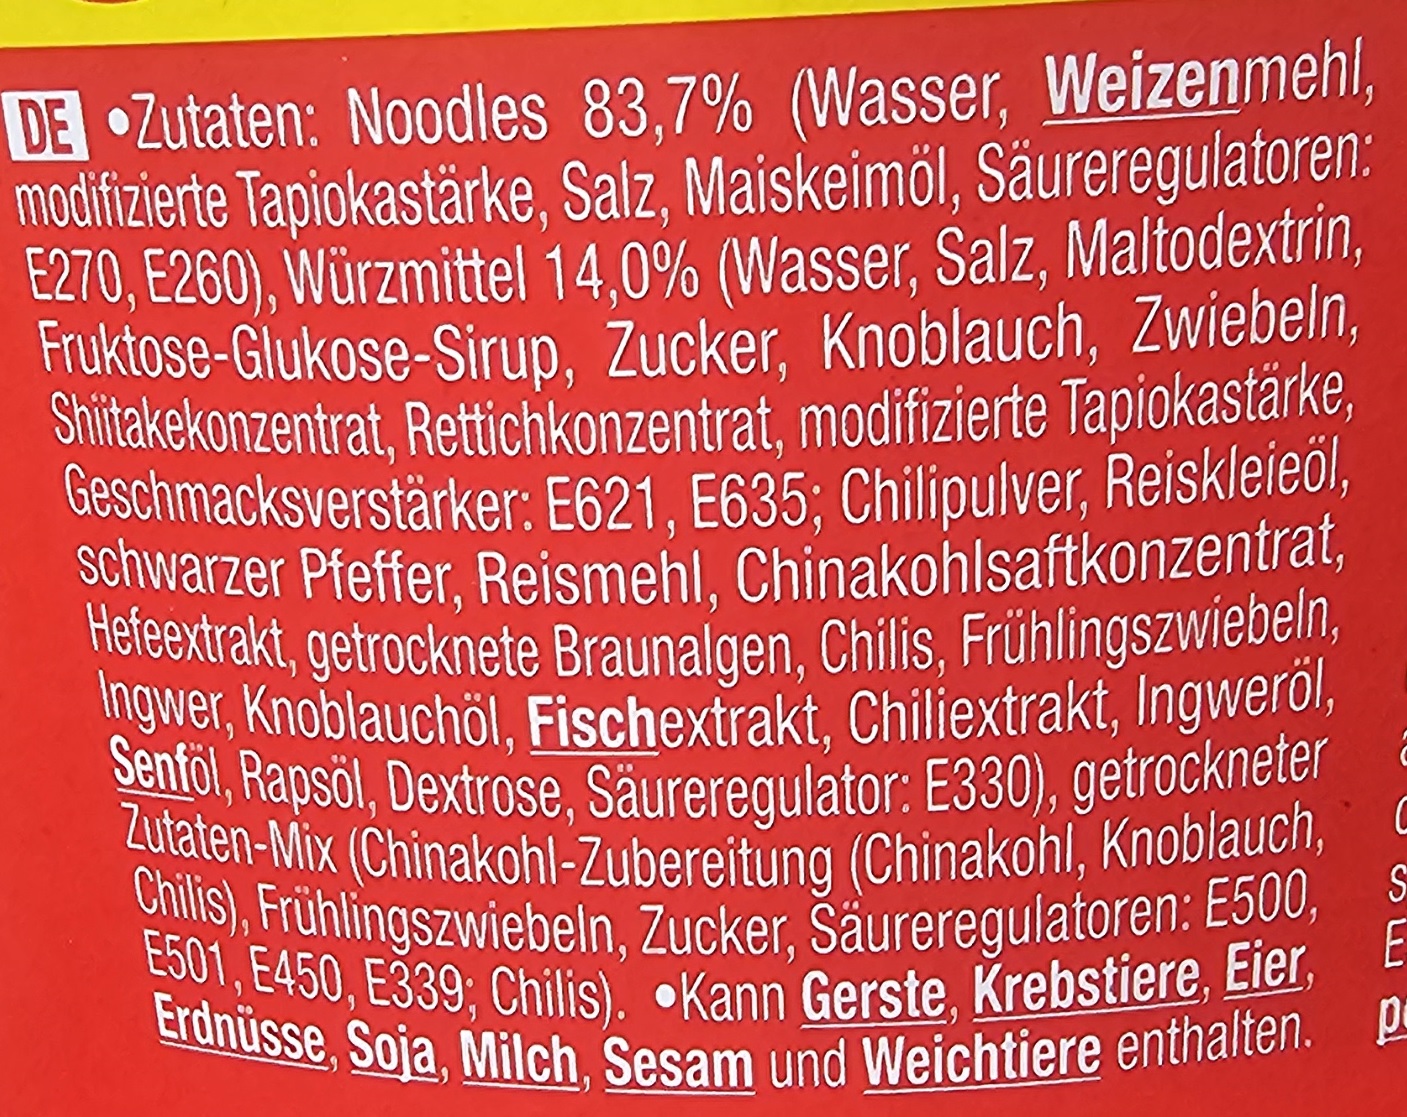 DE •Zutaten: Noodles 83,7% (Wasser, Weizenmehl,
modifizierte Tapiokastärke, Salz, Maiskeimöl, Säureregulatoren:
E270, E260), Würzmittel 14,0% (Wasser, Salz, Maltodextrin,
Fruktose-Glukose-Sirup, Zucker, Knoblauch, Zwiebeln,
Shiitakekonzentrat, Rettichkonzentrat, modifizierte Tapiokastärke,
Geschmacksverstärker: E621, E635; Chilipulver, Reiskleieöl,
schwarzer Pfeffer, Reismehl, Chinakohlsaftkonzentrat,
Hefeextrakt, getrocknete Braunalgen, Chilis, Frühlingszwiebeln,
Ingwer, Knoblauchöl, Fischextrakt, Chiliextrakt, Ingweröl,
Senföl, Rapsöl, Dextrose, Säureregulator: E330), getrockneter
Zutaten-Mix (Chinakohl-Zubereitung (Chinakohl, Knoblauch,
Chilis), Frühlingszwiebeln, Zucker, Säureregulatoren: E500,
E501, E450, E339; Chilis). •Kann Gerste, Krebstiere, Eier,
Erdnüsse, Soja, Milch, Sesam und Weichtiere enthalten.